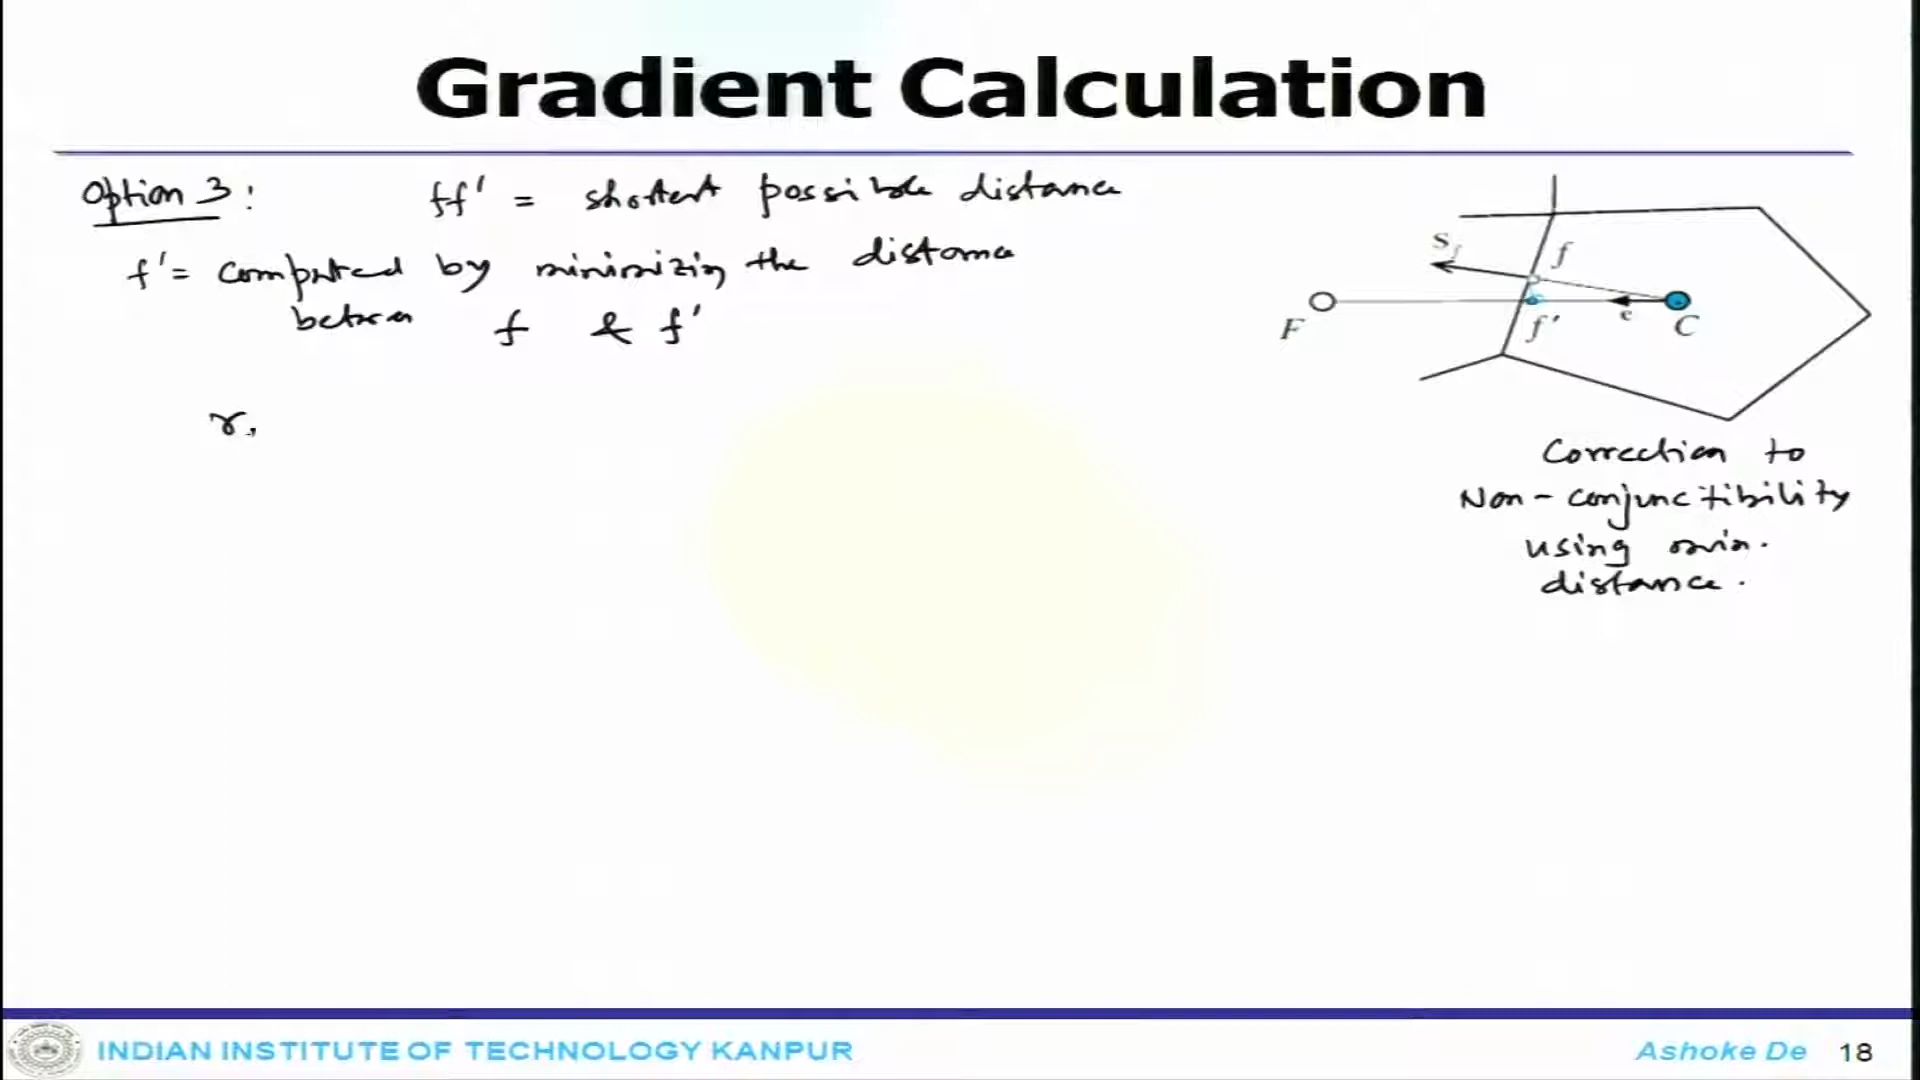 Gradient Calculation
Option 3: ff' = shortest possible distance
f' = computed by minimizing the distance
between f & f'
r.
S_f
f
F
f'
e
C
Correction to
Non-conjunctibility
using min.
distance.
INDIAN INSTITUTE OF TECHNOLOGY KANPUR
Ashoke De 18